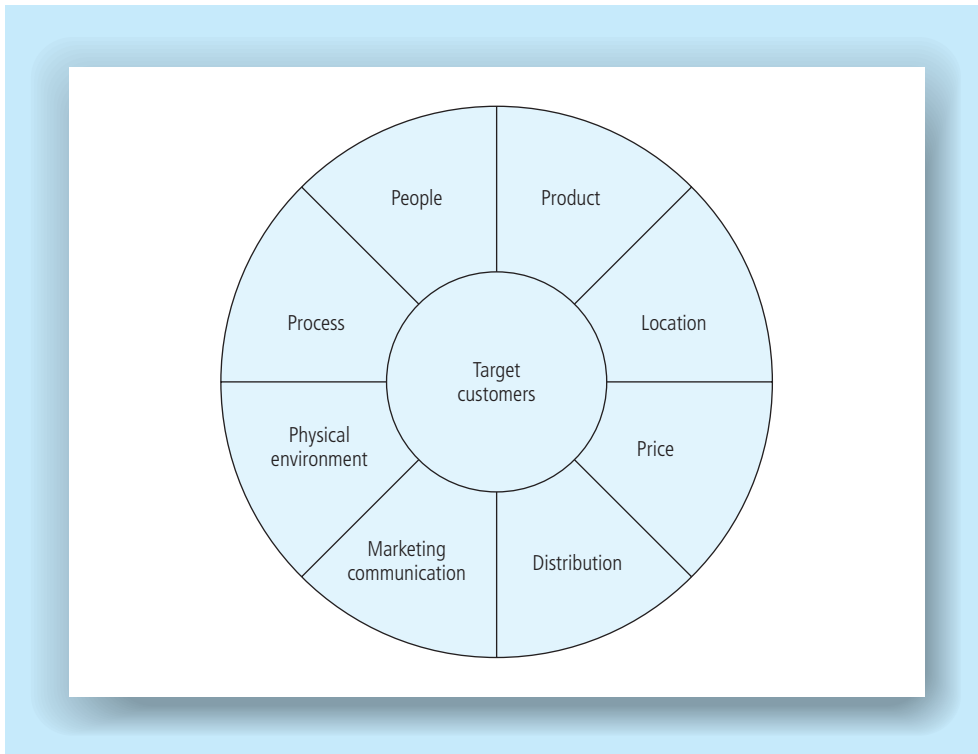 People
Product
Process
Location
Target
customers
Physical
environment
Price
Marketing
communication
Distribution